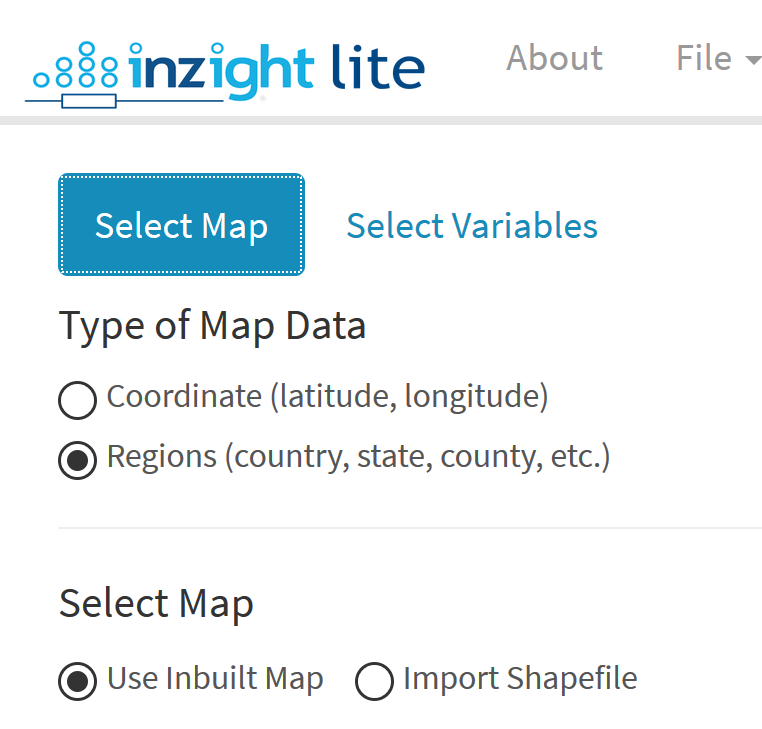 inzight lite About File
Select Map Select Variables
Type of Map Data
Coordinate (latitude, longitude)
Regions (country, state, county, etc.)
Select Map
Use Inbuilt Map Import Shapefile